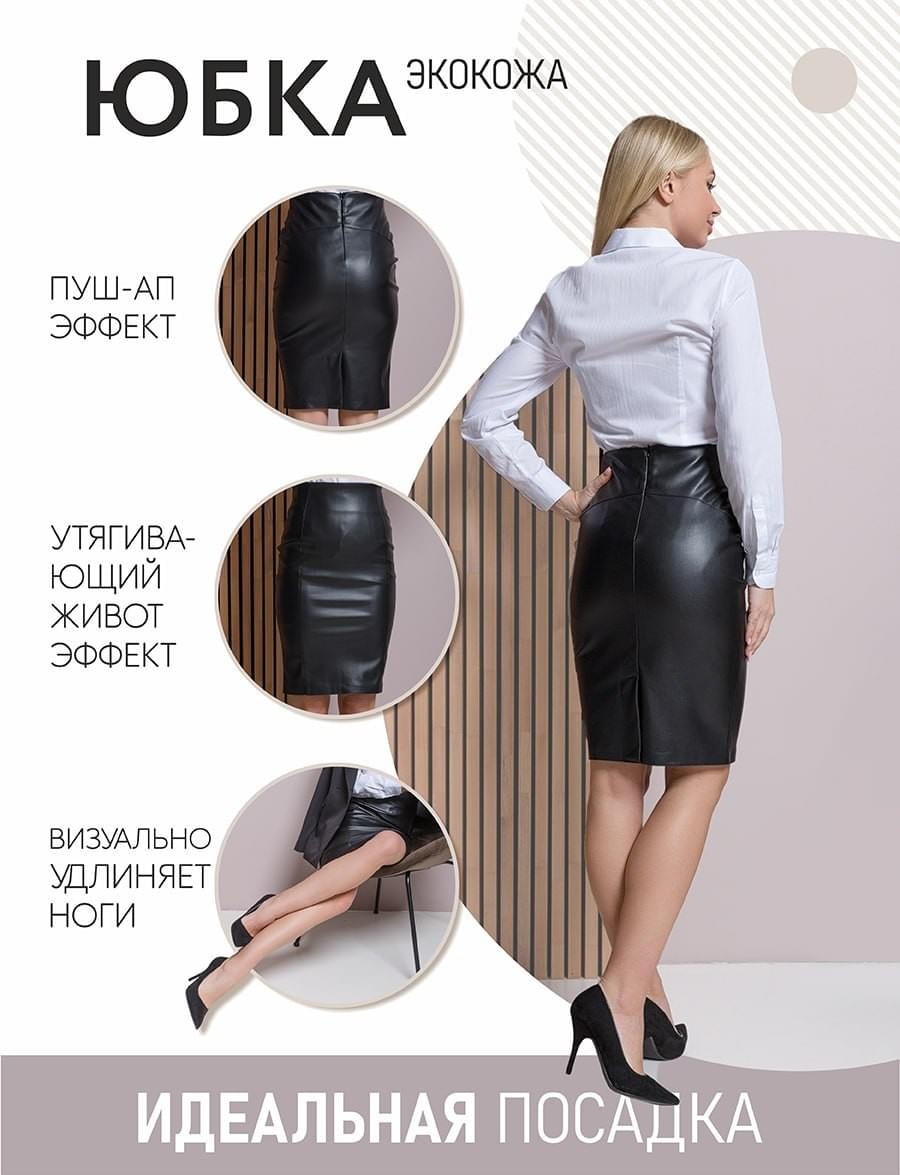 ЮБКА ЭКОКОЖА
ПУШ-АП
ЭФФЕКТ
УТЯГИВА-
ЮЩИЙ
ЖИВОТ
ЭФФЕКТ
ВИЗУАЛЬНО
УДЛИНЯЕТ
НОГИ
ИДЕАЛЬНАЯ ПОСАДКА